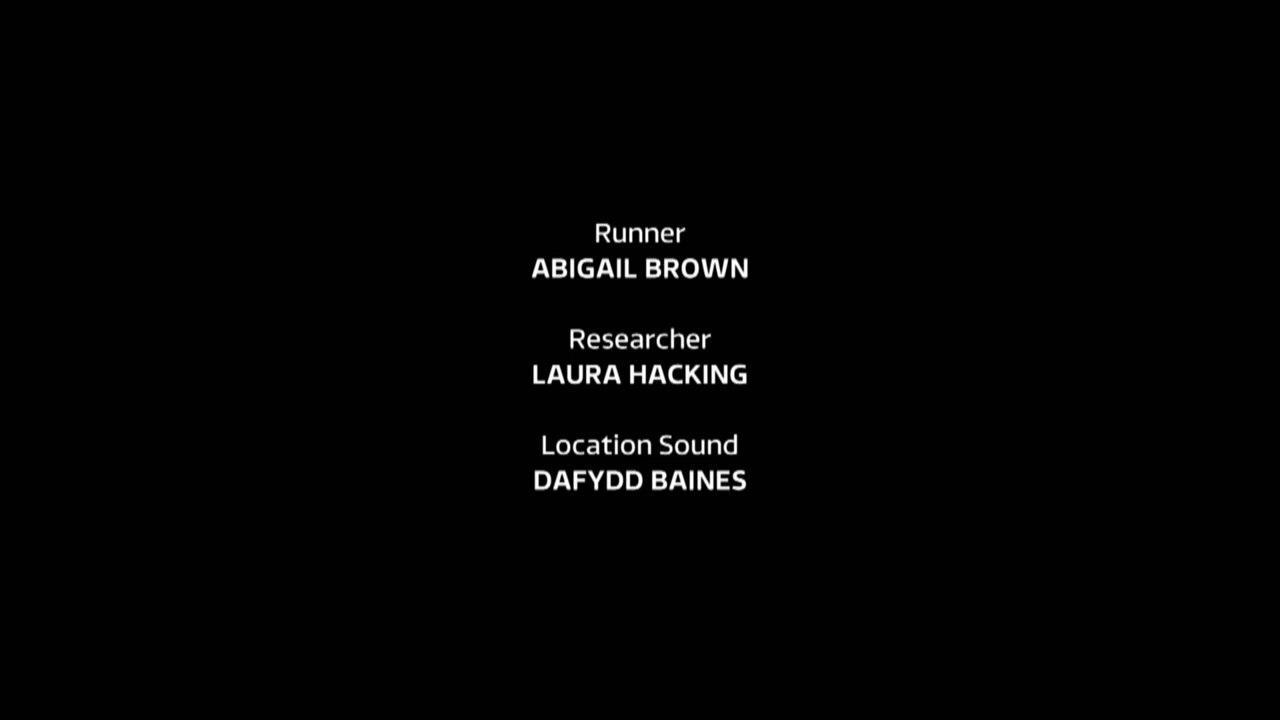 Runner
ABIGAIL BROWN
Researcher
LAURA HACKING
Location Sound
DAFYDD BAINES